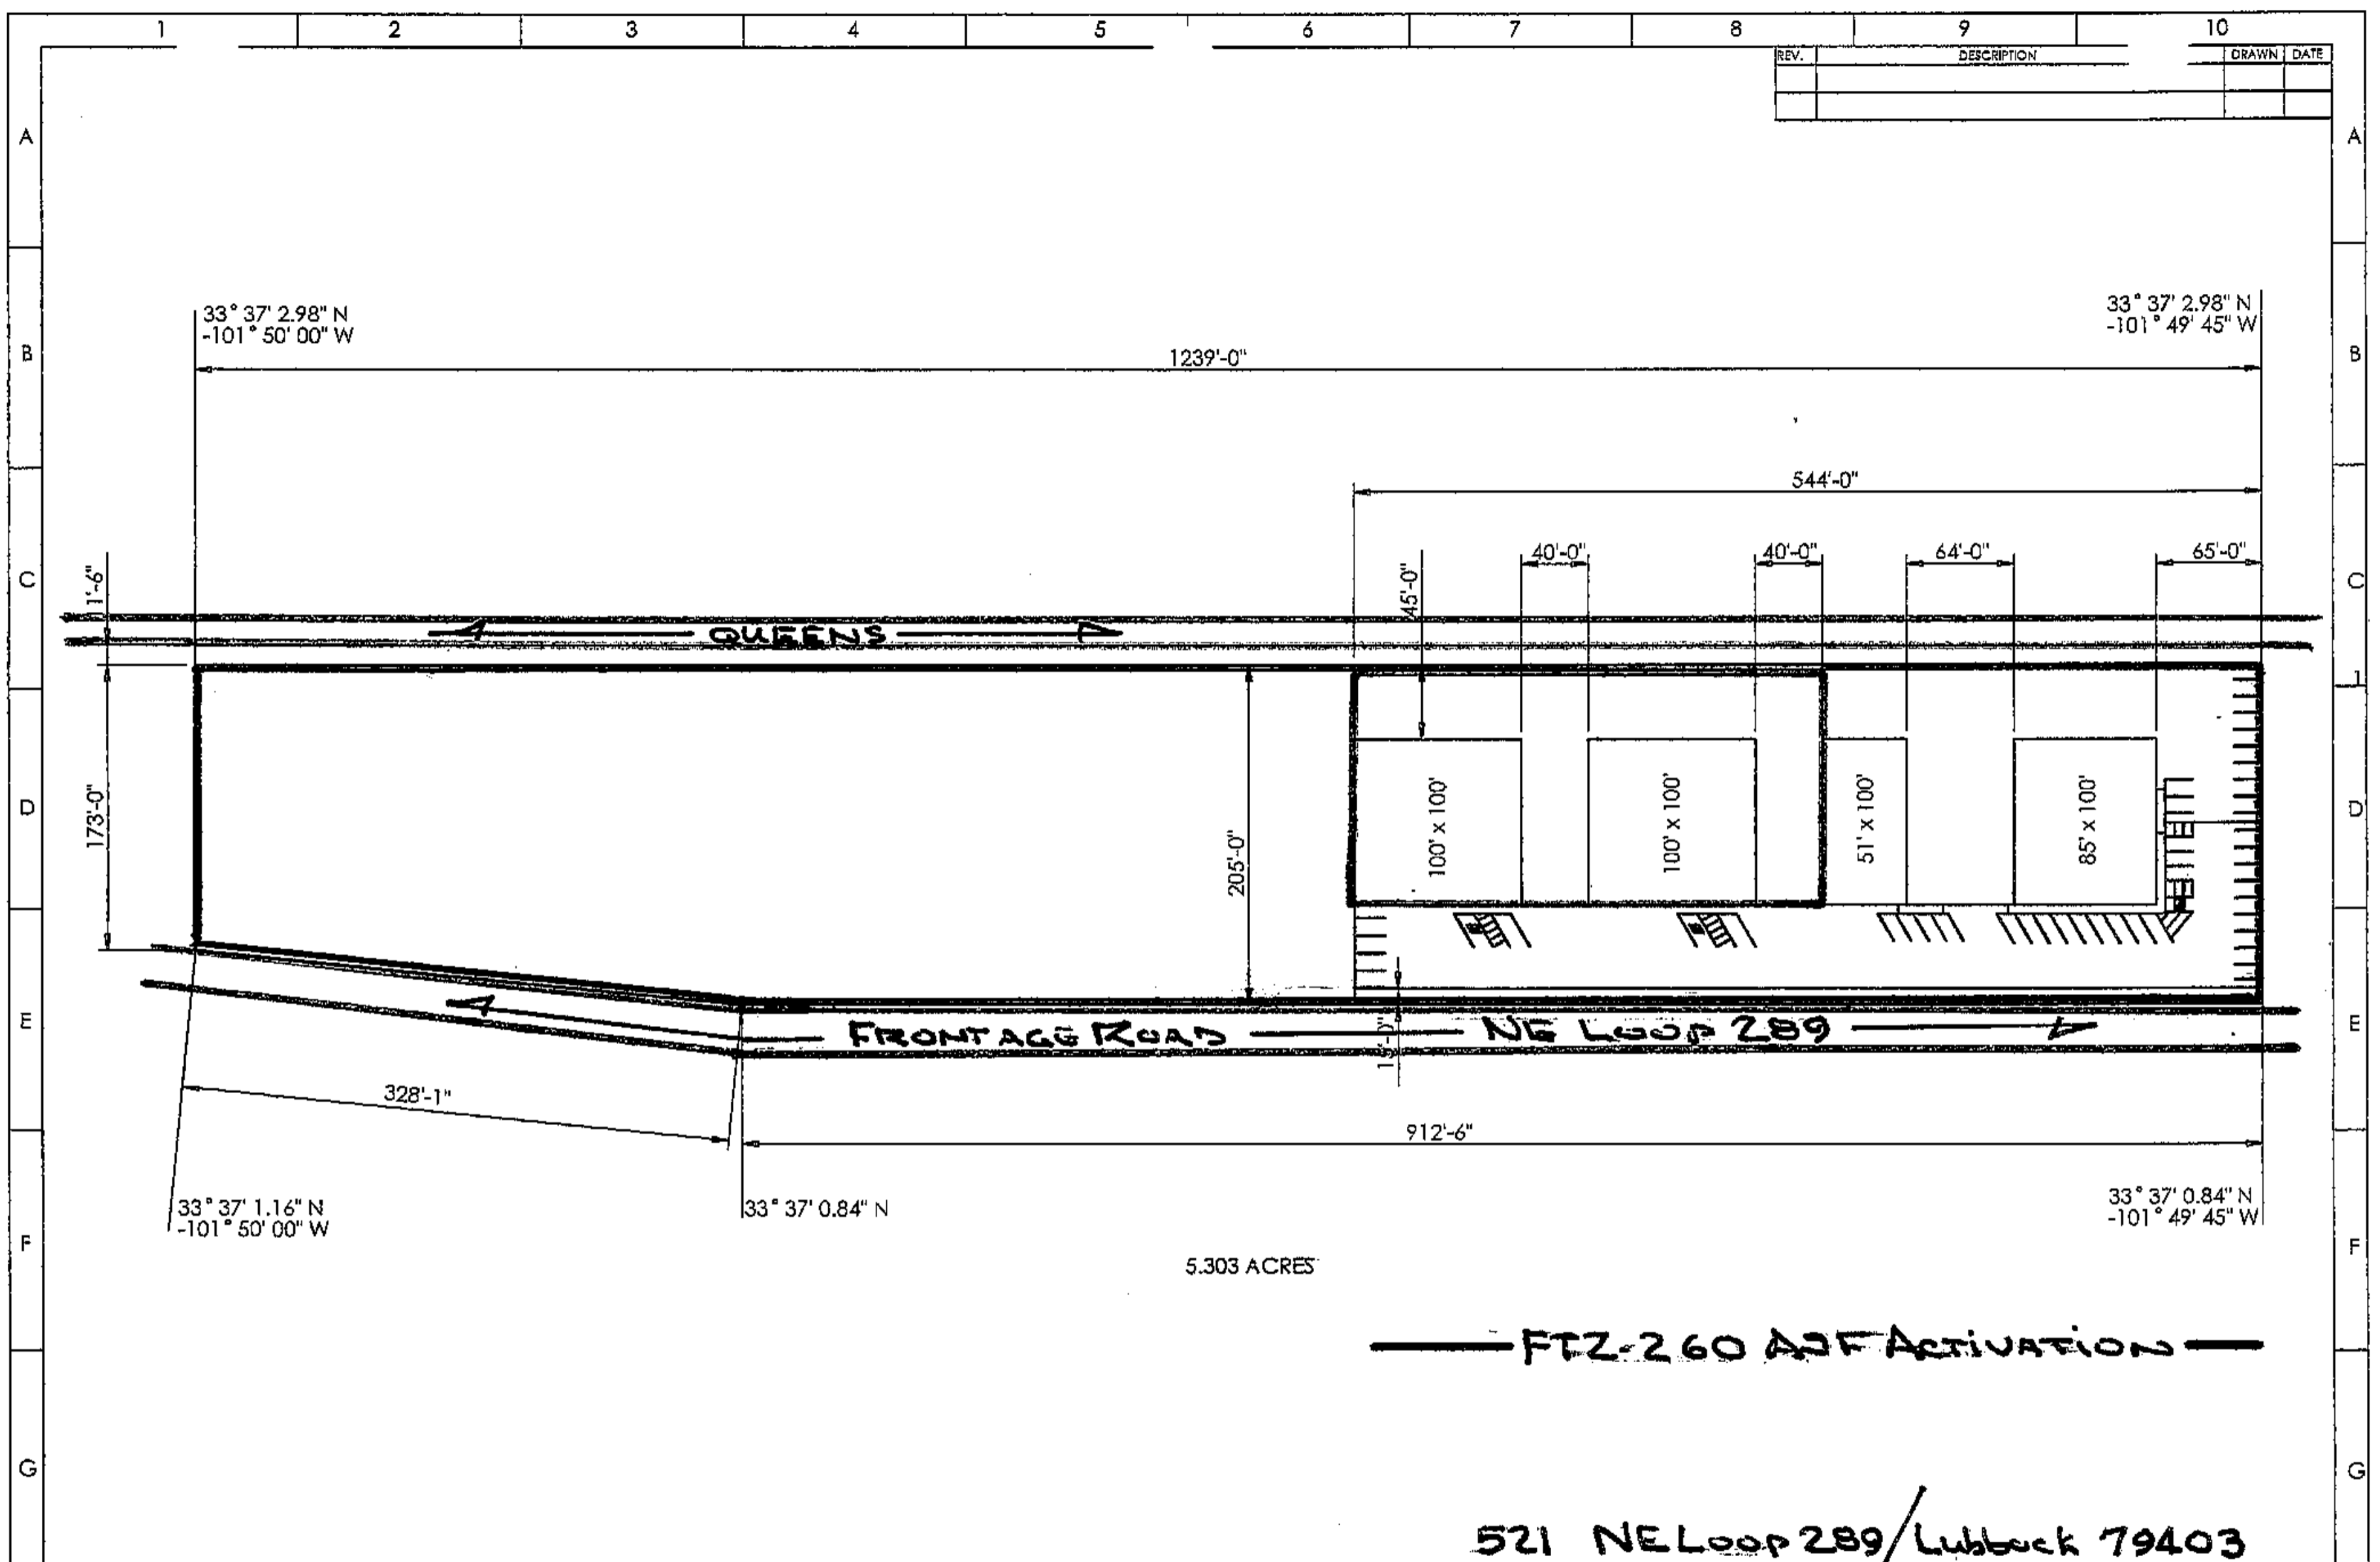 1 2 3 4 5 6 7 8 9 10
REV. DESCRIPTION DRAWN DATE
A A
33° 37' 2.98" N
-101° 50' 00" W
33° 37' 2.98" N
-101° 49' 45" W
B B
1239'-0"
544'-0"
40'-0" 40'-0" 64'-0" 65'-0"
C C
11'-6"
45'-0"
QUEENS
173'-0"
205'-0"
100' x 100'
100' x 100'
51' x 100'
85' x 100'
D D
E E
FRONTAGE ROAD NE LOOP 289
328'-1"
912'-6"
33° 37' 1.16" N
-101° 50' 00" W
33° 37' 0.84" N
33° 37' 0.84" N
-101° 49' 45" W
F F
5.303 ACRES
FTZ-260 ASF ACTIVATION
G G
521 NE Loop 289/Lubbock 79403